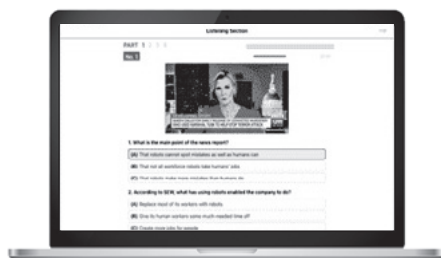 Listening Section
PART 1 2 3 4
No. 1
1. What is the main point of the news report?
(A) That robots cannot spot mistakes as well as humans can
(B) That not all workforce robots take humans' jobs
(C) That robots make more mistakes than humans do
2. According to SEW, what has using robots enabled the company to do?
(A) Replace most of its workers with robots
(B) Give its human workers some much-needed time off
(C) Create more jobs for people